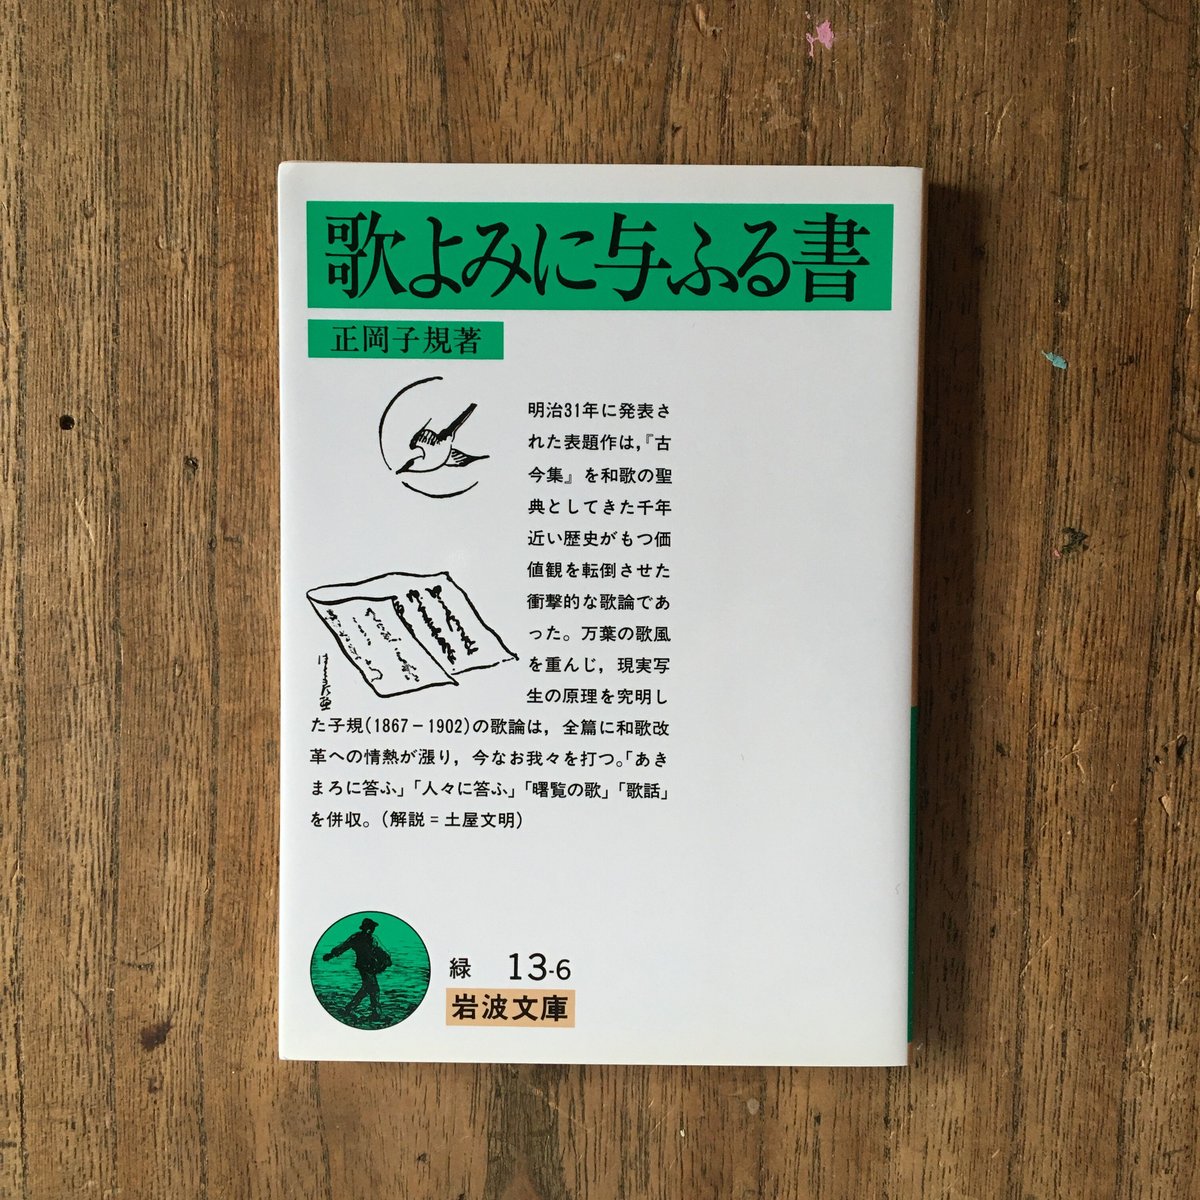 歌よみに与ふる書
正岡子規著
明治31年に発表さ
れた表題作は,『古
今集』を和歌の聖
典としてきた千年
近い歴史がもつ価
値観を転倒させた
衝撃的な歌論であ
った。万葉の歌風
を重んじ,現実写
生の原理を究明し
た子規(1867－1902)の歌論は,全篇に和歌改
革への情熱が漲り,今なお我々を打つ。「あき
まろに答ふ」「人々に答ふ」「曙覧の歌」「歌話」
を併収。(解説＝土屋文明)
緑 13-6
岩波文庫